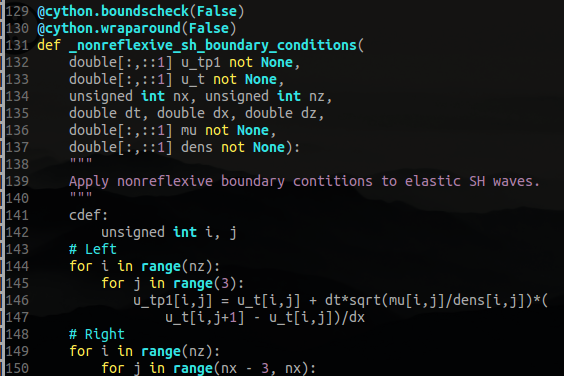 129 @cython.boundscheck(False)
130 @cython.wraparound(False)
131 def _nonreflexive_sh_boundary_conditions(
132     double[:,::1] u_tp1 not None,
133     double[:,::1] u_t not None,
134     unsigned int nx, unsigned int nz,
135     double dt, double dx, double dz,
136     double[:,::1] mu not None,
137     double[:,::1] dens not None):
138     """
139     Apply nonreflexive boundary contitions to elastic SH waves.
140     """
141     cdef:
142         unsigned int i, j
143     # Left
144     for i in range(nz):
145         for j in range(3):
146             u_tp1[i,j] = u_t[i,j] + dt*sqrt(mu[i,j]/dens[i,j])*(
147                 u_t[i,j+1] - u_t[i,j])/dx
148     # Right
149     for i in range(nz):
150         for j in range(nx - 3, nx):